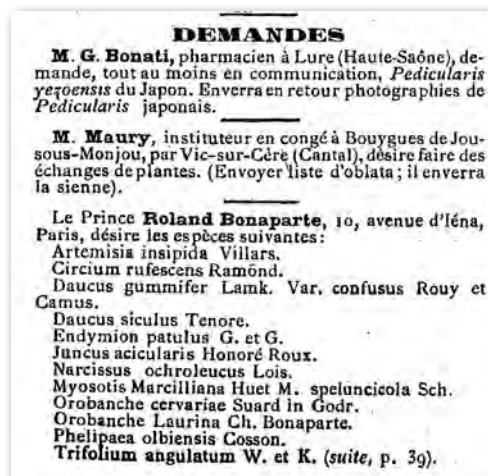 DEMANDES
M. G. Bonati, pharmacien à Lure (Haute-Saône), de-
mande, tout au moins en communication, Pedicularis
yezoensis du Japon. Enverra en retour photographies de
Pedicularis japonais.
M. Maury, instituteur en congé à Bouygues de Jou-
sous-Monjou, par Vic-sur-Cère (Cantal), désire faire des
échanges de plantes. (Envoyer liste d'oblata; il enverra
la sienne).
Le Prince Roland Bonaparte, 10, avenue d'Iéna,
Paris, désire les espèces suivantes:
Artemisia insipida Villars.
Circium rufescens Ramond.
Daucus gummifer Lamk. Var. confusus Rouy et
Camus.
Daucus siculus Tenore.
Endymion patulus G. et G.
Juncus acicularis Honoré Roux.
Narcissus ochroleucus Lois.
Myosotis Marcilliana Huet M. speluncicola Sch.
Orobanche cervariae Suard in Godr.
Orobanche Laurina Ch. Bonaparte.
Phelipaea olbiensis Cosson.
Trifolium angulatum W. et K. (suite, p. 39).